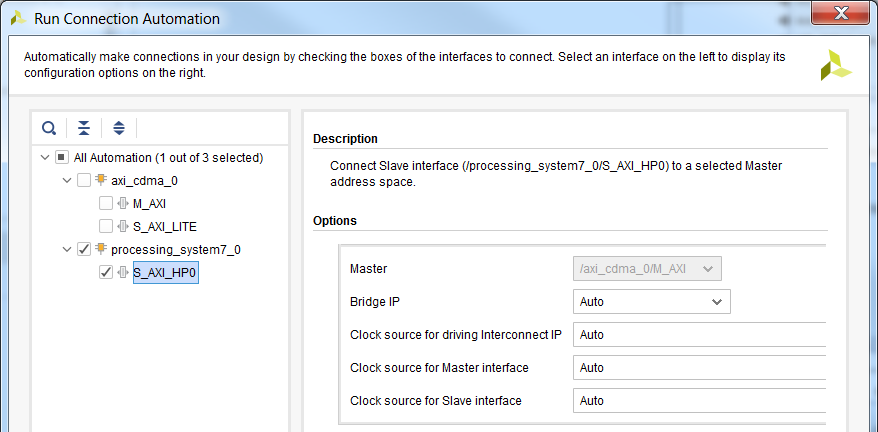 Run Connection Automation
Automatically make connections in your design by checking the boxes of the interfaces to connect. Select an interface on the left to display its
configuration options on the right.
All Automation (1 out of 3 selected)
axi_cdma_0
M_AXI
S_AXI_LITE
processing_system7_0
S_AXI_HP0
Description
Connect Slave interface (/processing_system7_0/S_AXI_HP0) to a selected Master
address space.
Options
Master /axi_cdma_0/M_AXI
Bridge IP Auto
Clock source for driving Interconnect IP Auto
Clock source for Master interface Auto
Clock source for Slave interface Auto